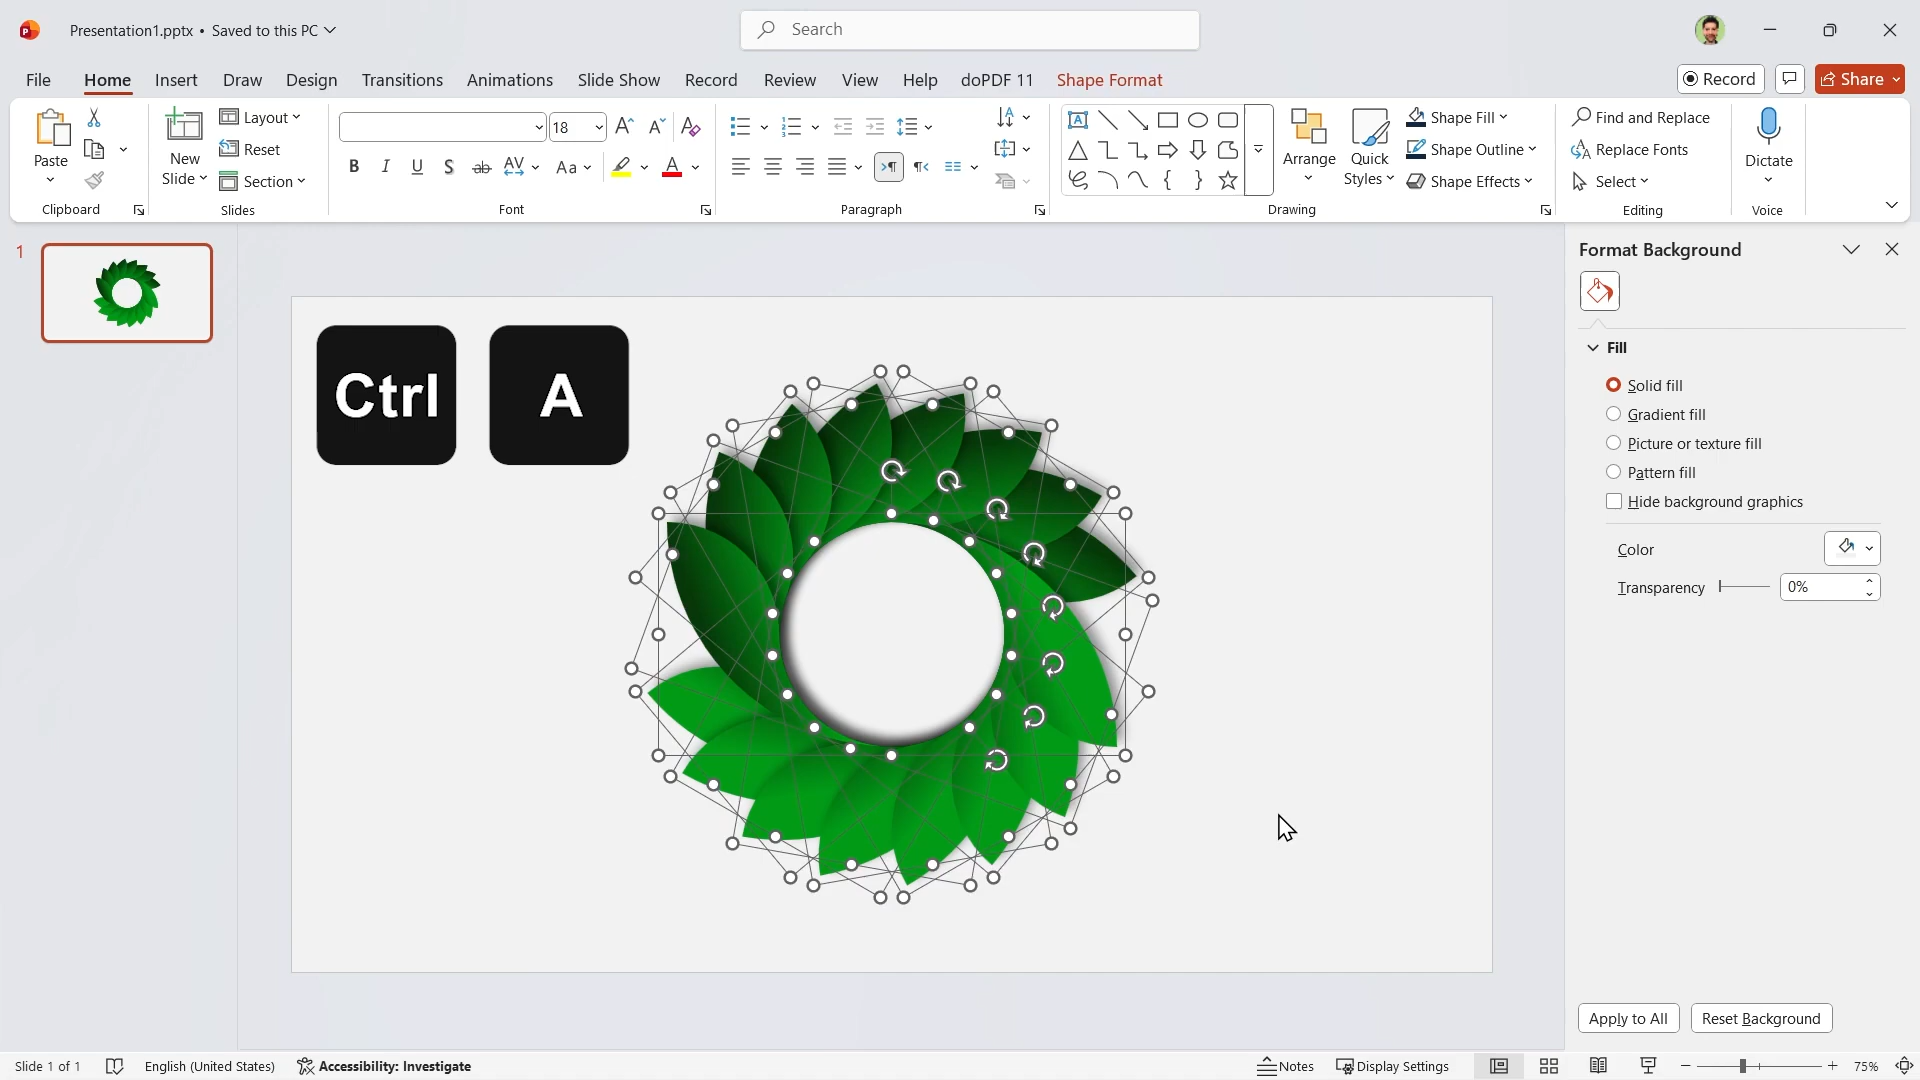 Presentation1.pptx • Saved to this PC
Search
File Home Insert Draw Design Transitions Animations Slide Show Record Review View Help doPDF 11 Shape Format
Record
Share
Paste
New Slide
Layout
Reset
Section
18
B I U S ab AV Aa A
Arrange
Quick Styles
Shape Fill
Shape Outline
Shape Effects
Find and Replace
Replace Fonts
Select
Dictate
Clipboard
Slides
Font
Paragraph
Drawing
Editing
Voice
1
Ctrl
A
Format Background
Fill
Solid fill
Gradient fill
Picture or texture fill
Pattern fill
Hide background graphics
Color
Transparency 0%
Apply to All
Reset Background
Slide 1 of 1 English (United States) Accessibility: Investigate
Notes Display Settings 75%